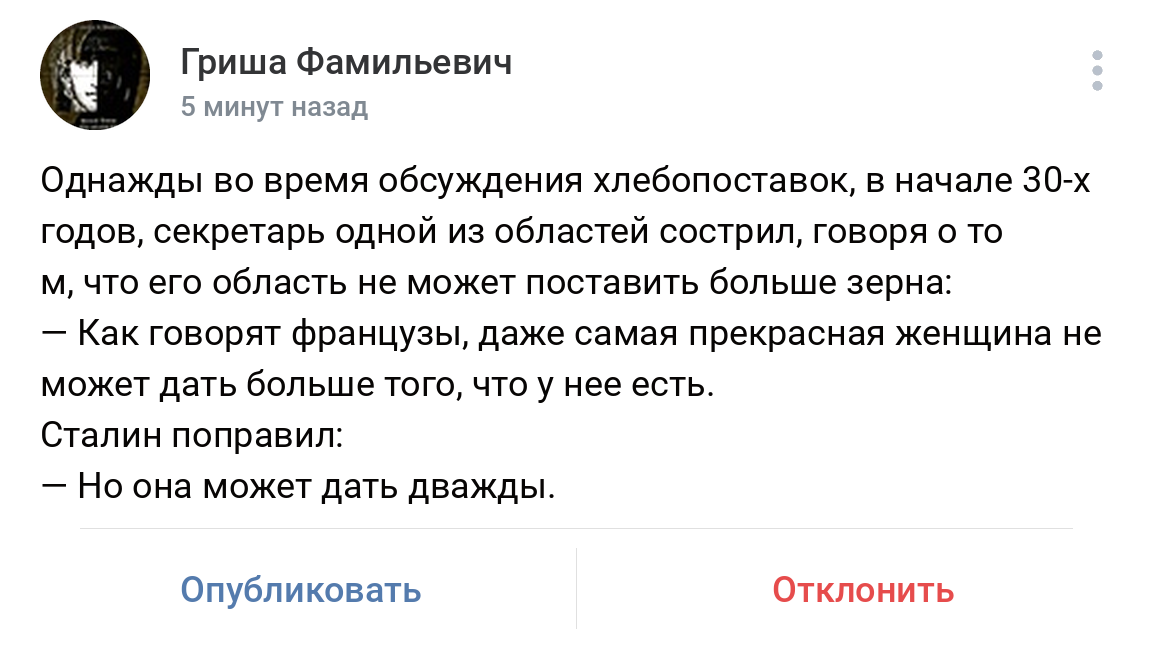 Гриша Фамильевич
5 минут назад
Однажды во время обсуждения хлебопоставок, в начале 30-х
годов, секретарь одной из областей сострил, говоря о то
м, что его область не может поставить больше зерна:
— Как говорят французы, даже самая прекрасная женщина не
может дать больше того, что у нее есть.
Сталин поправил:
— Но она может дать дважды.
Опубликовать
Отклонить